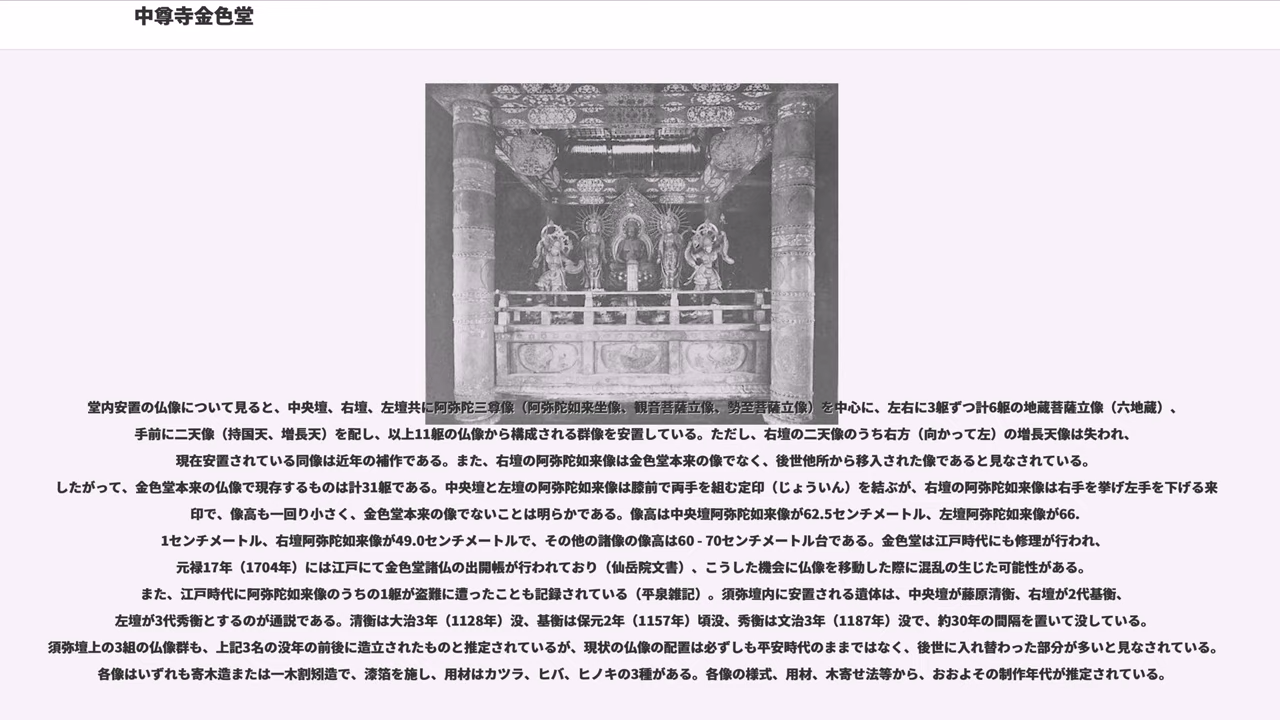 中尊寺金色堂
堂内安置の仏像について見ると、中央壇、右壇、左壇共に阿弥陀三尊像（阿弥陀如来坐像、観音菩薩立像、勢至菩薩立像）を中心に、左右に3躯ずつ計6躯の地蔵菩薩立像（六地蔵）、
手前に二天像（持国天、増長天）を配し、以上11躯の仏像から構成される群像を安置している。ただし、右壇の二天像のうち右方（向かって左）の増長天像は失われ、
現在安置されている同像は近年の補作である。また、右壇の阿弥陀如来像は金色堂本来の像でなく、後世他所から移入された像であると見なされている。
したがって、金色堂本来の仏像で現存するものは計31躯である。中央壇と左壇の阿弥陀如来像は膝前で両手を組む定印（じょういん）を結ぶが、右壇の阿弥陀如来像は右手を挙げ左手を下げる来
印で、像高も一回り小さく、金色堂本来の像でないことは明らかである。像高は中央壇阿弥陀如来像が62.5センチメートル、左壇阿弥陀如来像が66.
1センチメートル、右壇阿弥陀如来像が49.0センチメートルで、その他の諸像の像高は60 - 70センチメートル台である。金色堂は江戸時代にも修理が行われ、
元禄17年（1704年）には江戸にて金色堂諸仏の出開帳が行われており（仙岳院文書）、こうした機会に仏像を移動した際に混乱の生じた可能性がある。
また、江戸時代に阿弥陀如来像のうちの1躯が盗難に遭ったことも記録されている（平泉雑記）。須弥壇内に安置される遺体は、中央壇が藤原清衡、右壇が2代基衡、
左壇が3代秀衡とするのが通説である。清衡は大治3年（1128年）没、基衡は保元2年（1157年）頃没、秀衡は文治3年（1187年）没で、約30年の間隔を置いて没している。
須弥壇上の3組の仏像群も、上記3名の没年の前後に造立されたものと推定されているが、現状の仏像の配置は必ずしも平安時代のままではなく、後世に入れ替わった部分が多いと見なされている。
各像はいずれも寄木造または一木割矧造で、漆箔を施し、用材はカツラ、ヒバ、ヒノキの3種がある。各像の様式、用材、木寄せ法等から、おおよその制作年代が推定されている。